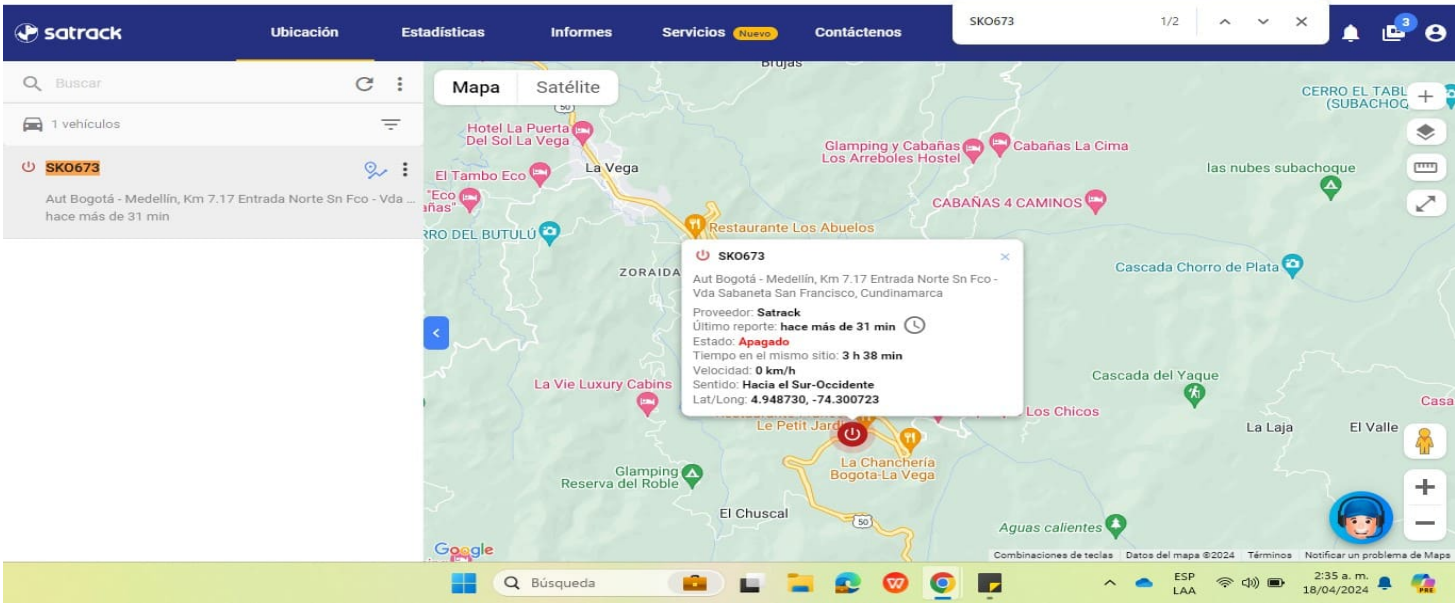 satrack
Ubicación
Estadísticas
Informes
Servicios Nuevo
Contáctenos
SKO673
1/2
3
Buscar
1 vehículos
SKO673
Aut Bogotá - Medellín, Km 7.17 Entrada Norte Sn Fco - Vda ...
hace más de 31 min
Mapa
Satélite
Brujas
50
Hotel La Puerta
Del Sol La Vega
La Vega
El Tambo Eco
"Eco
ñas"
RRO DEL BUTULÚ
Restaurante Los Abuelos
ZORAIDA
Glamping y Cabañas
Los Arreboles Hostel
Cabañas La Cima
CABAÑAS 4 CAMINOS
CERRO EL TABL
(SUBACHOQ
las nubes subachoque
Cascada Chorro de Plata
SKO673
Aut Bogotá - Medellín, Km 7.17 Entrada Norte Sn Fco -
Vda Sabaneta San Francisco, Cundinamarca
Proveedor: Satrack
Último reporte: hace más de 31 min
Estado: Apagado
Tiempo en el mismo sitio: 3 h 38 min
Velocidad: 0 km/h
Sentido: Hacia el Sur-Occidente
Lat/Long: 4.948730, -74.300723
La Vie Luxury Cabins
Le Petit Jardí
Los Chicos
Cascada del Yaque
Casa
La Laja
El Valle
La Chanchería
Bogota-La Vega
Glamping
Reserva del Roble
El Chuscal
50
Aguas calientes
Google
Combinaciones de teclas
Datos del mapa ©2024
Términos
Notificar un problema de Maps
Búsqueda
ESP
LAA
2:35 a. m.
18/04/2024
PRE